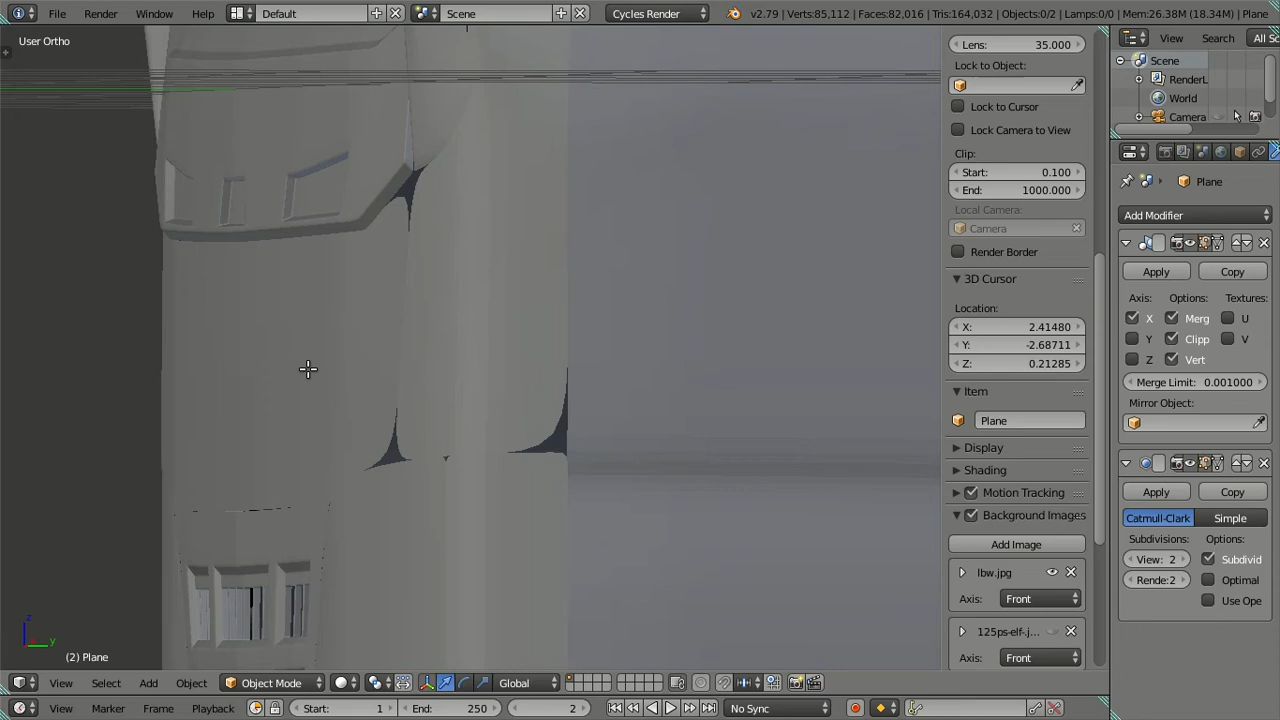 File Render Window Help Default Scene Cycles Render v2.79 | Verts:85,112 | Faces:82,016 | Tris:164,032 | Objects:0/2 | Lamps:0/0 | Mem:26.38M (18.34M) | Plane
User Ortho
Lens: 35.000
Lock to Object:
Lock to Cursor
Lock Camera to View
Clip:
Start: 0.100
End: 1000.000
Local Camera:
Camera
Render Border
3D Cursor
Location:
X: 2.41480
Y: -2.68711
Z: 0.21285
Item
Plane
Display
Shading
Motion Tracking
Background Images
Add Image
lbw.jpg
Axis: Front
125ps-elf-.j...
Axis: Front
View Search All Sc
Scene
RenderL
World
Camera
Plane
Add Modifier
Apply Copy
Axis: Options: Textures:
X Merg U
Y Clipp V
Z Vert
Merge Limit: 0.001000
Mirror Object:
Apply Copy
Catmull-Clark Simple
Subdivisions: Options:
View: 2 Subdivid
Rende:2 Optimal
Use Ope
z
y
(2) Plane
View Select Add Object Object Mode Global
View Marker Frame Playback Start: 1 End: 250 2 No Sync